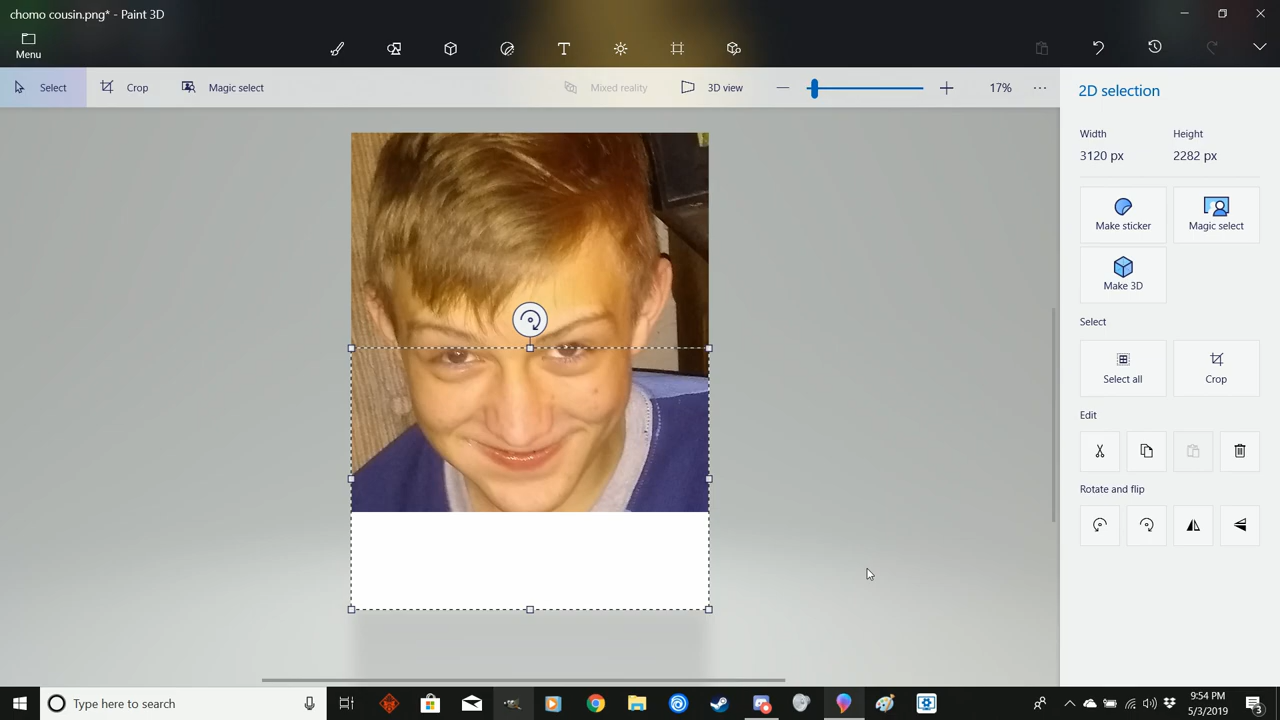 chomo cousin.png* - Paint 3D
Menu
Select
Crop
Magic select
Mixed reality
3D view
17%
2D selection
Width
Height
3120 px
2282 px
Make sticker
Magic select
Make 3D
Select
Select all
Crop
Edit
Rotate and flip
Type here to search
9:54 PM
5/3/2019
3